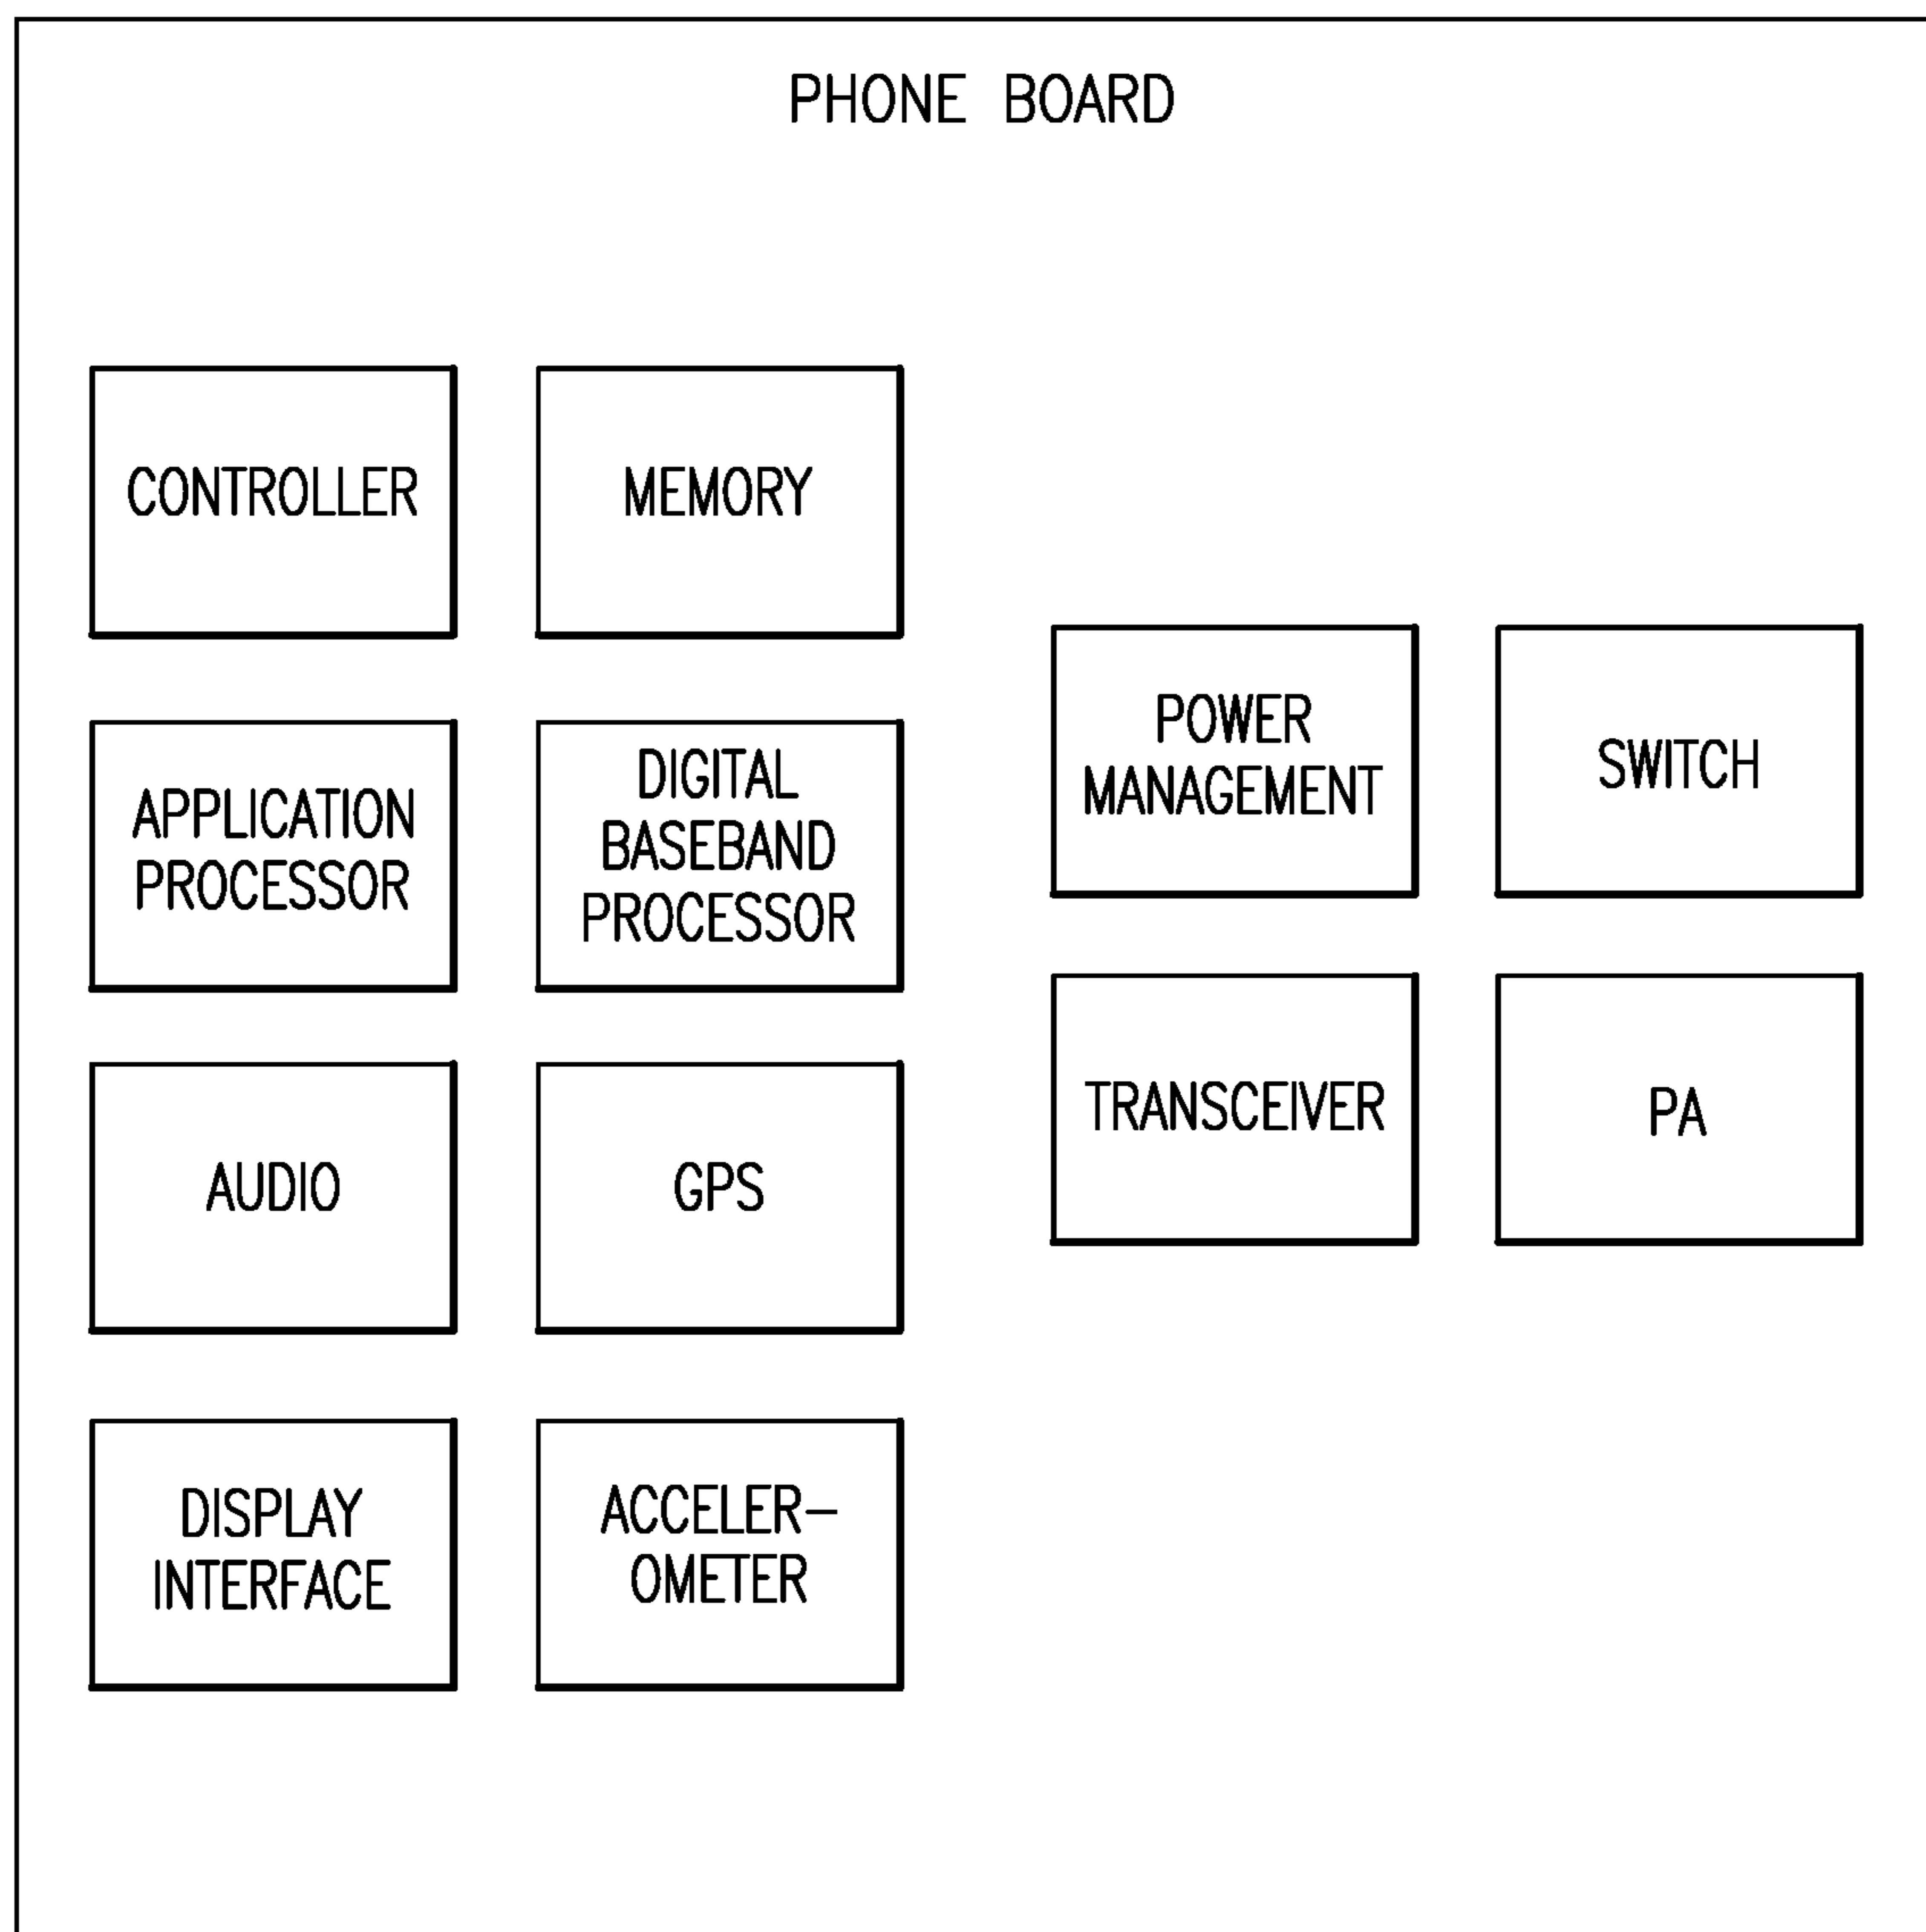 PHONE BOARD
CONTROLLER
MEMORY
APPLICATION
PROCESSOR
DIGITAL
BASEBAND
PROCESSOR
POWER
MANAGEMENT
SWITCH
AUDIO
GPS
TRANSCEIVER
PA
DISPLAY
INTERFACE
ACCELER-
OMETER